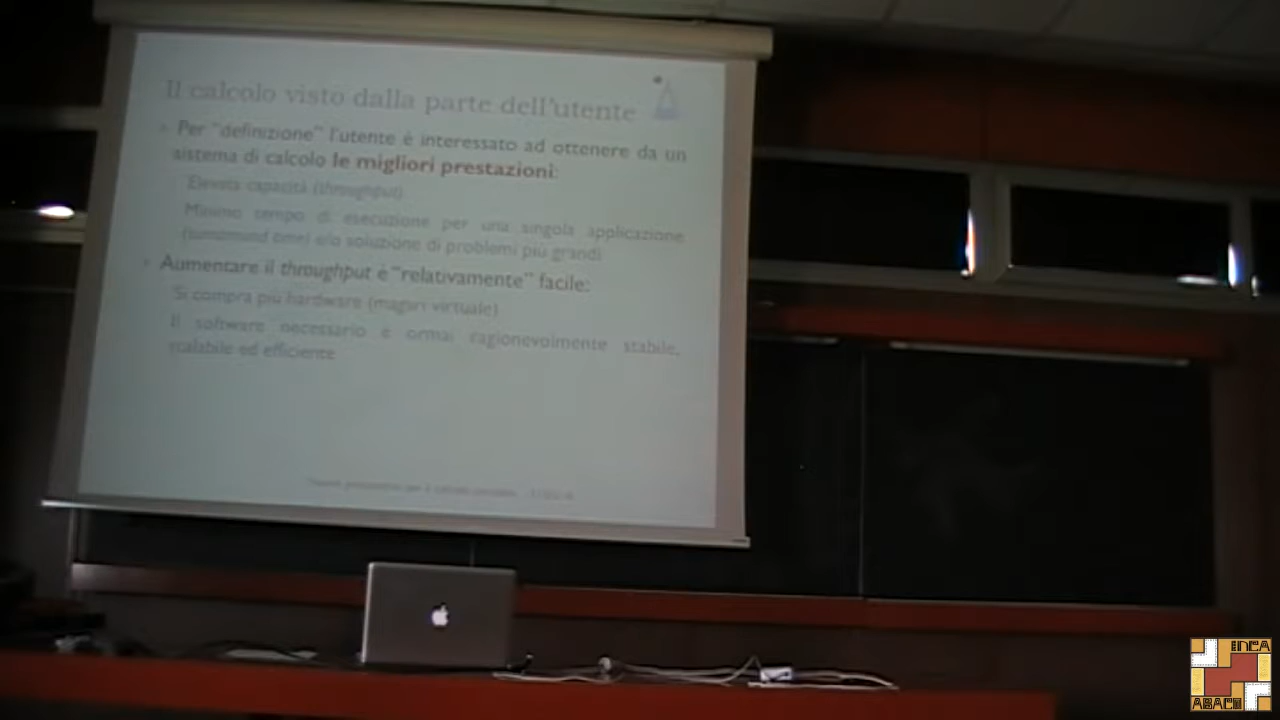 Il calcolo visto dalla parte dell'utente
Per "definizione" l'utente è interessato ad ottenere da un
sistema di calcolo le migliori prestazioni:
Elevata capacità (throughput)
Minimo tempo di esecuzione per una singola applicazione
(turnaround time) e/o soluzione di problemi più grandi
Aumentare il throughput è "relativamente" facile:
Si compra più hardware (magari virtuale)
Il software necessario è ormai ragionevolmente stabile,
scalabile ed efficiente
INCA
ABACO